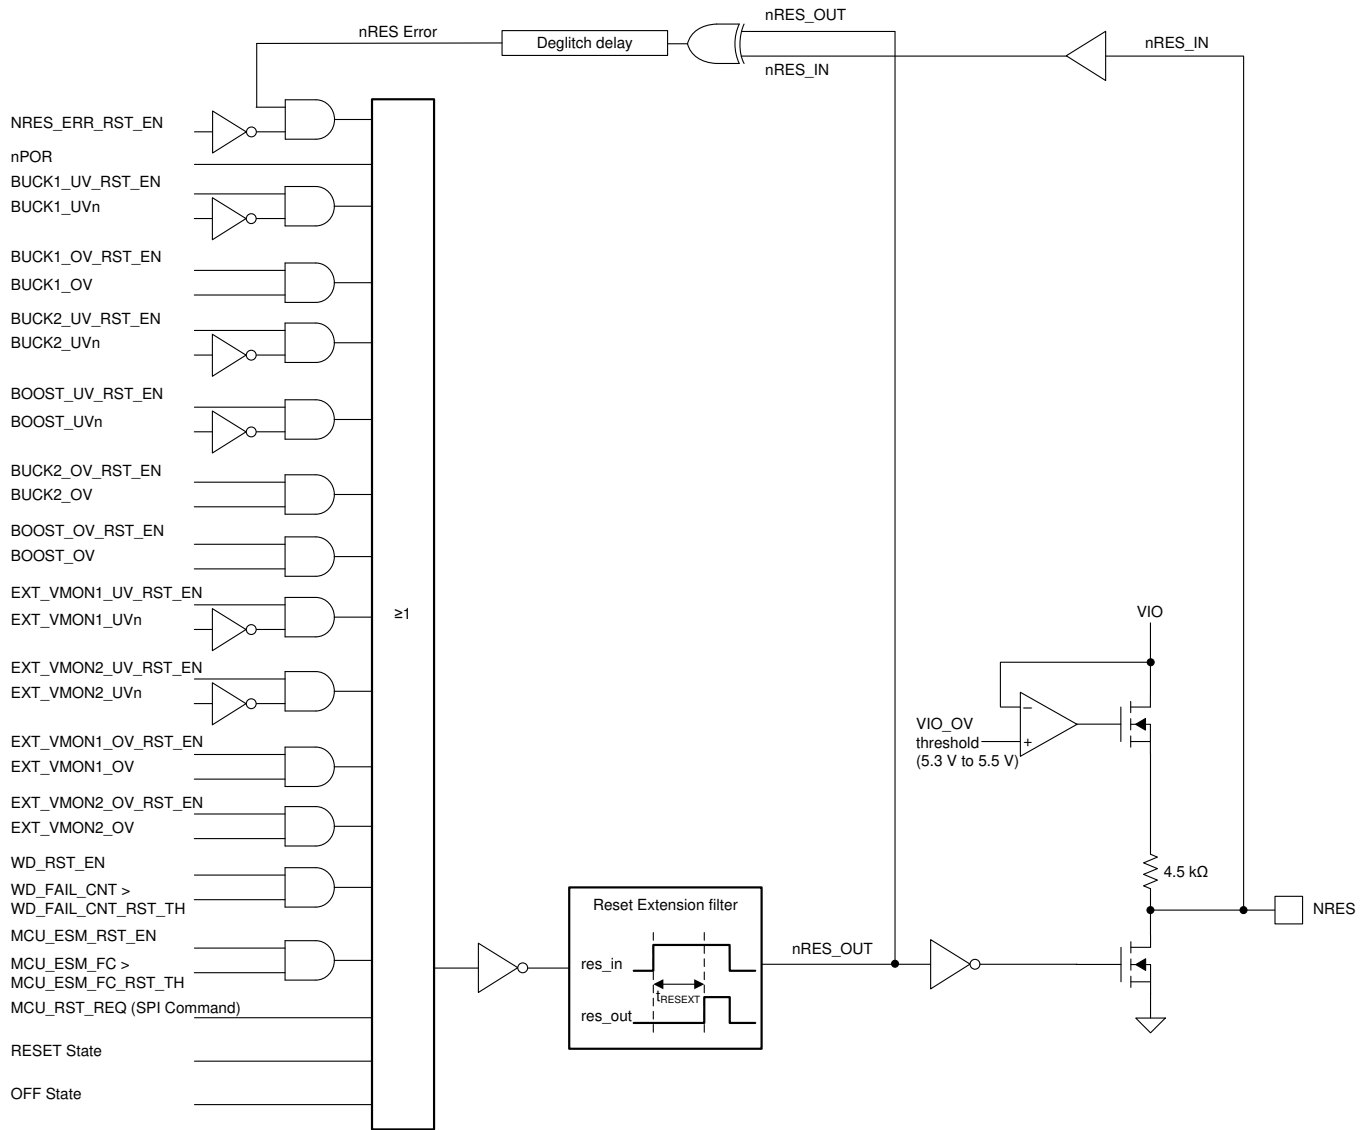 nRES_OUT
nRES Error
Deglitch delay
nRES_IN
nRES_IN
NRES_ERR_RST_EN
nPOR
BUCK1_UV_RST_EN
BUCK1_UVn
BUCK1_OV_RST_EN
BUCK1_OV
BUCK2_UV_RST_EN
BUCK2_UVn
BOOST_UV_RST_EN
BOOST_UVn
BUCK2_OV_RST_EN
BUCK2_OV
BOOST_OV_RST_EN
BOOST_OV
EXT_VMON1_UV_RST_EN
EXT_VMON1_UVn
≥1
EXT_VMON2_UV_RST_EN
EXT_VMON2_UVn
EXT_VMON1_OV_RST_EN
EXT_VMON1_OV
EXT_VMON2_OV_RST_EN
EXT_VMON2_OV
WD_RST_EN
WD_FAIL_CNT >
WD_FAIL_CNT_RST_TH
MCU_ESM_RST_EN
MCU_ESM_FC >
MCU_ESM_FC_RST_TH
MCU_RST_REQ (SPI Command)
RESET State
OFF State
Reset Extension filter
res_in
tRESEXT
res_out
nRES_OUT
VIO
−
+
VIO_OV
threshold
(5.3 V to 5.5 V)
4.5 kΩ
NRES